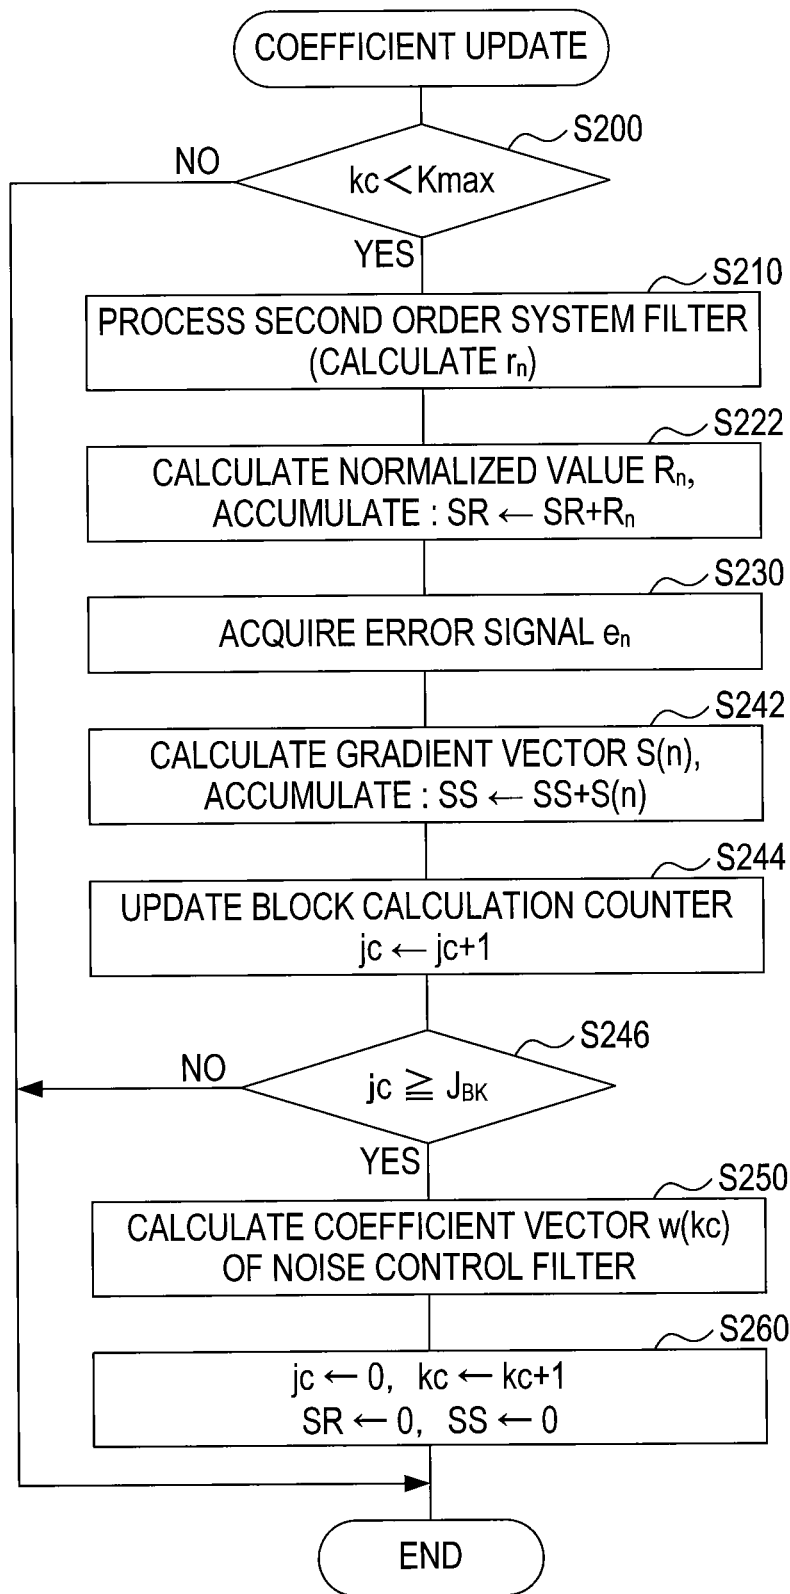 COEFFICIENT UPDATE
S200
NO
kc<Kmax
YES
S210
PROCESS SECOND ORDER SYSTEM FILTER
(CALCULATE rn)
S222
CALCULATE NORMALIZED VALUE Rn,
ACCUMULATE : SR ← SR+Rn
S230
ACQUIRE ERROR SIGNAL en
S242
CALCULATE GRADIENT VECTOR S(n),
ACCUMULATE : SS ← SS+S(n)
S244
UPDATE BLOCK CALCULATION COUNTER
jc ← jc+1
S246
NO
jc ≧ JBK
YES
S250
CALCULATE COEFFICIENT VECTOR w(kc)
OF NOISE CONTROL FILTER
S260
jc ← 0, kc ← kc+1
SR ← 0, SS ← 0
END